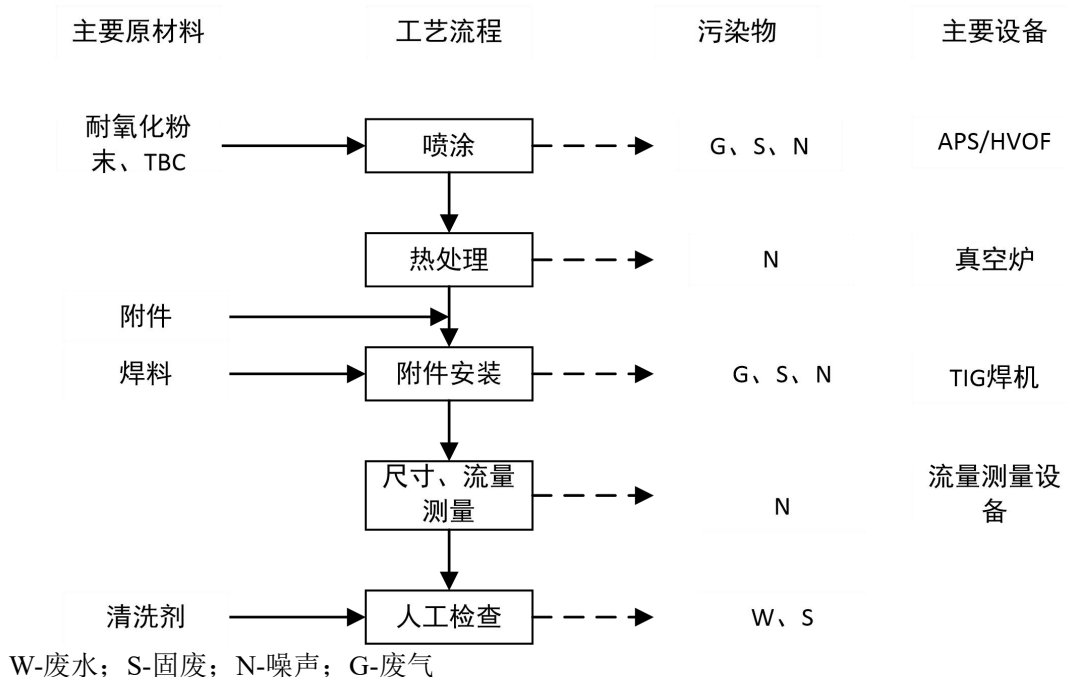 主要原材料 工艺流程 污染物 主要设备
耐氧化粉
末、TBC
喷涂
G、S、N
APS/HVOF
热处理
N
真空炉
附件
焊料
附件安装
G、S、N
TIG焊机
尺寸、流量
测量
N
流量测量设
备
清洗剂
人工检查
W、S
W-废水；S-固废；N-噪声；G-废气